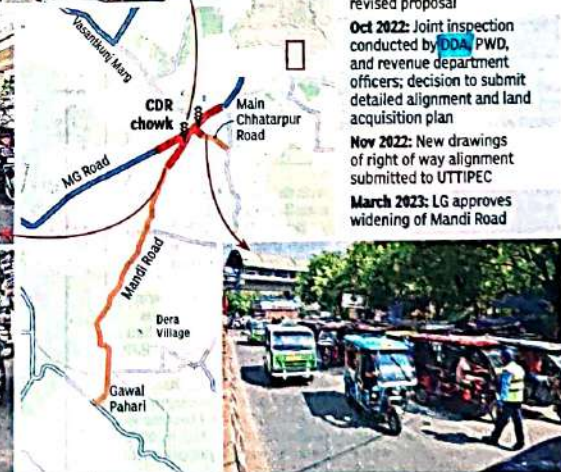 Vasantkunj Marg
CDR
chowk
Main
Chhatarpur
Road
MG Road
Mandi Road
Dera
Village
Gawal
Pahari
revised proposal
Oct 2022: Joint inspection
conducted by DDA, PWD,
and revenue department
officers; decision to submit
detailed alignment and land
acquisition plan
Nov 2022: New drawings
of right of way alignment
submitted to UTTIPEC
March 2023: LG approves
widening of Mandi Road